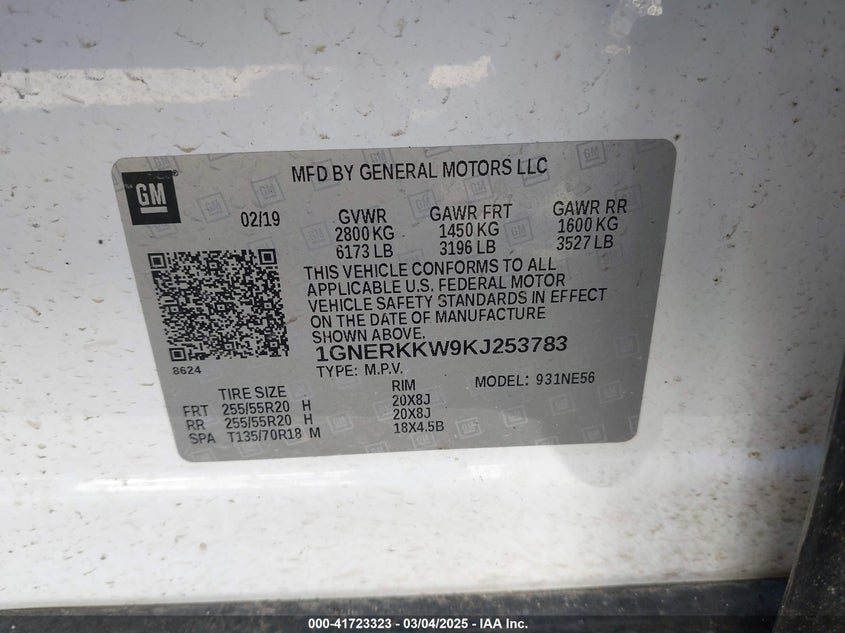 MFD BY GENERAL MOTORS LLC
GM
02/19 GVWR GAWR FRT GAWR RR
2800 KG 1450 KG 1600 KG
6173 LB 3196 LB 3527 LB
THIS VEHICLE CONFORMS TO ALL
APPLICABLE U.S. FEDERAL MOTOR
VEHICLE SAFETY STANDARDS IN EFFECT
ON THE DATE OF MANUFACTURE
SHOWN ABOVE.
1GNERKKW9KJ253783
8624
TYPE: M.P.V. MODEL: 931NE56
TIRE SIZE RIM
FRT 255/55R20 H 20X8J
RR 255/55R20 H 20X8J
SPA T135/70R18 M 18X4.5B
000-41723323 - 03/04/2025 - IAA Inc.